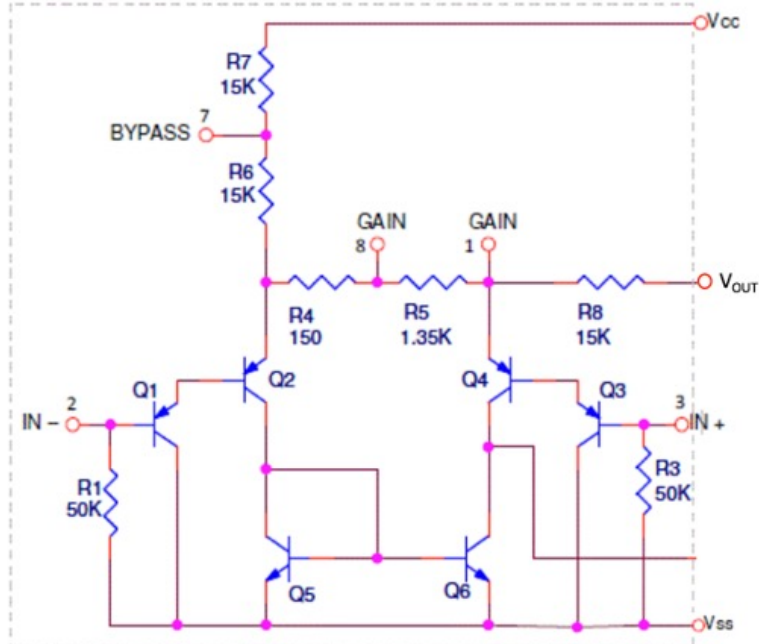 Vcc
R7
15K
7
BYPASS
R6
15K
GAIN
8
GAIN
1
VOUT
R4
150
R5
1.35K
R8
15K
Q1
Q2
Q4
Q3
IN - 2
3 IN +
R1
50K
R3
50K
Q5
Q6
Vss